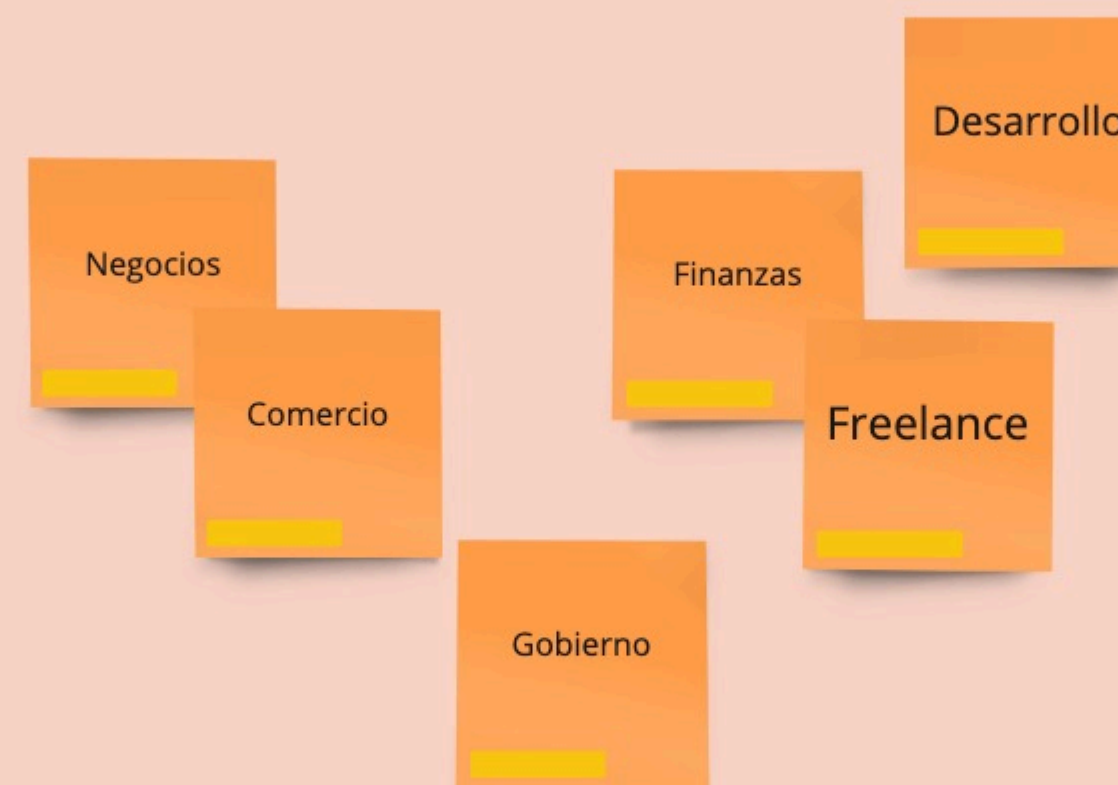 Desarrollo
Negocios
Finanzas
Comercio
Freelance
Gobierno